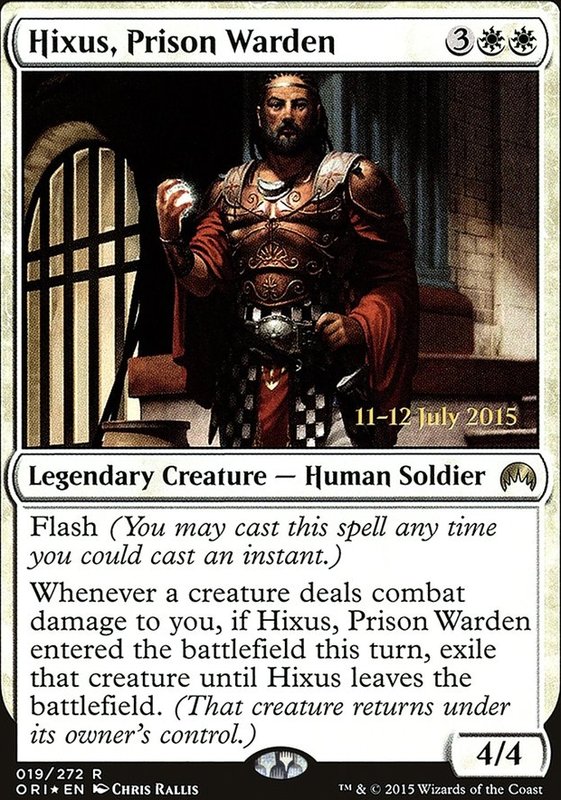 Hixus, Prison Warden 3
11–12 July 2015
Legendary Creature — Human Soldier
Flash (You may cast this spell any time
you could cast an instant.)
Whenever a creature deals combat
damage to you, if Hixus, Prison Warden
entered the battlefield this turn, exile
that creature until Hixus leaves the
battlefield. (That creature returns under
its owner's control.)
4/4
019/272 R
ORI★EN CHRIS RALLIS
™ & © 2015 Wizards of the Coast